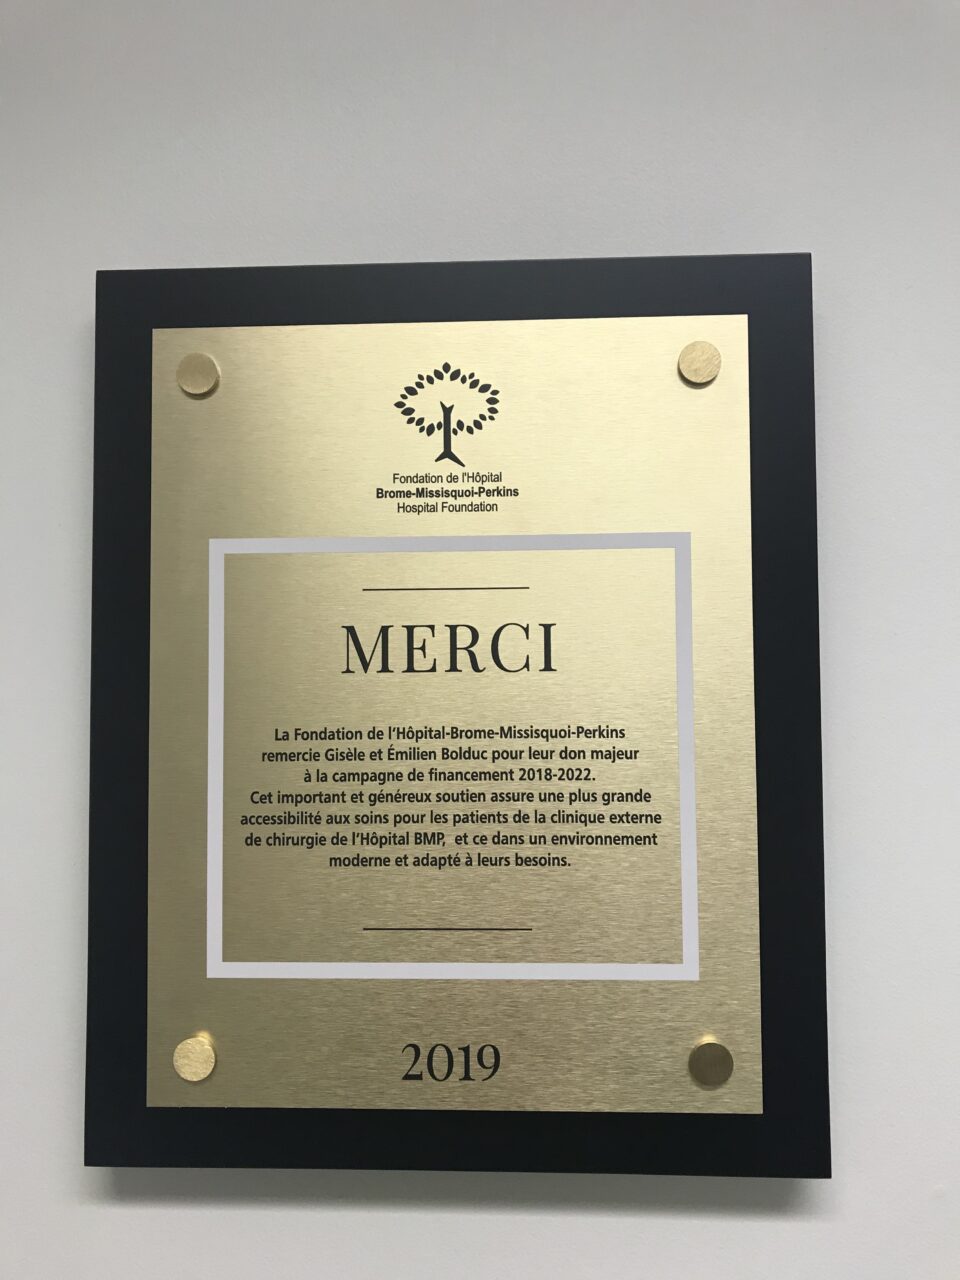 Fondation de l'Hôpital
Brome-Missisquoi-Perkins
Hospital Foundation
MERCI
La Fondation de l'Hôpital-Brome-Missisquoi-Perkins
remercie Gisèle et Émilien Bolduc pour leur don majeur
à la campagne de financement 2018-2022.
Cet important et généreux soutien assure une plus grande
accessibilité aux soins pour les patients de la clinique externe
de chirurgie de l'Hôpital BMP, et ce dans un environnement
moderne et adapté à leurs besoins.
2019